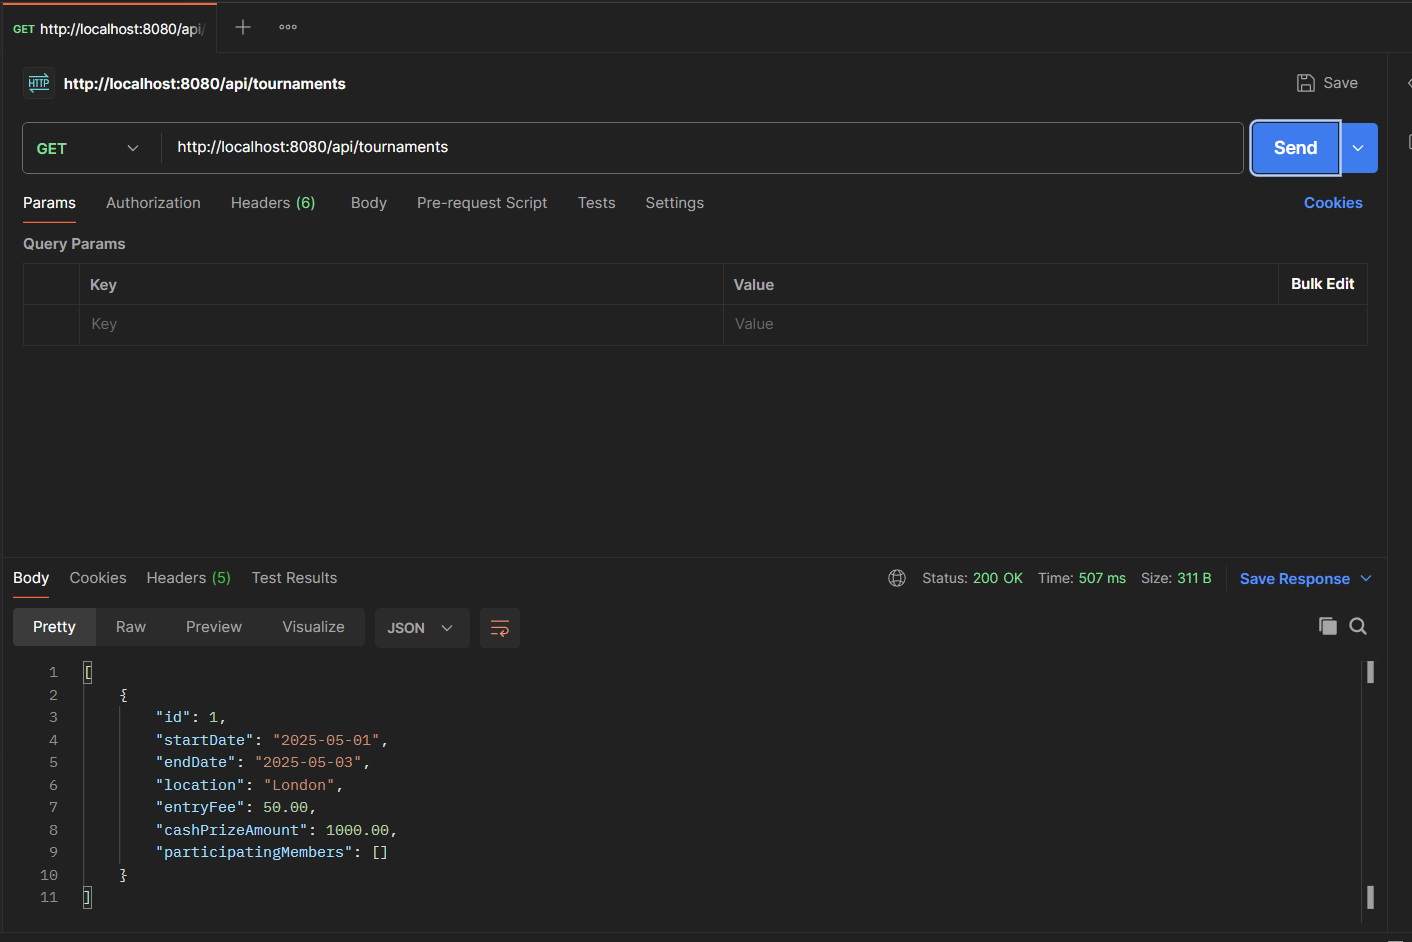 GET http://localhost:8080/api/
HTTP http://localhost:8080/api/tournaments
Save
GET http://localhost:8080/api/tournaments
Send
Params Authorization Headers (6) Body Pre-request Script Tests Settings Cookies
Query Params
Key Value Bulk Edit
Key Value
Body Cookies Headers (5) Test Results Status: 200 OK Time: 507 ms Size: 311 B Save Response
Pretty Raw Preview Visualize JSON
1 [
2 {
3 "id": 1,
4 "startDate": "2025-05-01",
5 "endDate": "2025-05-03",
6 "location": "London",
7 "entryFee": 50.00,
8 "cashPrizeAmount": 1000.00,
9 "participatingMembers": []
10 }
11 ]